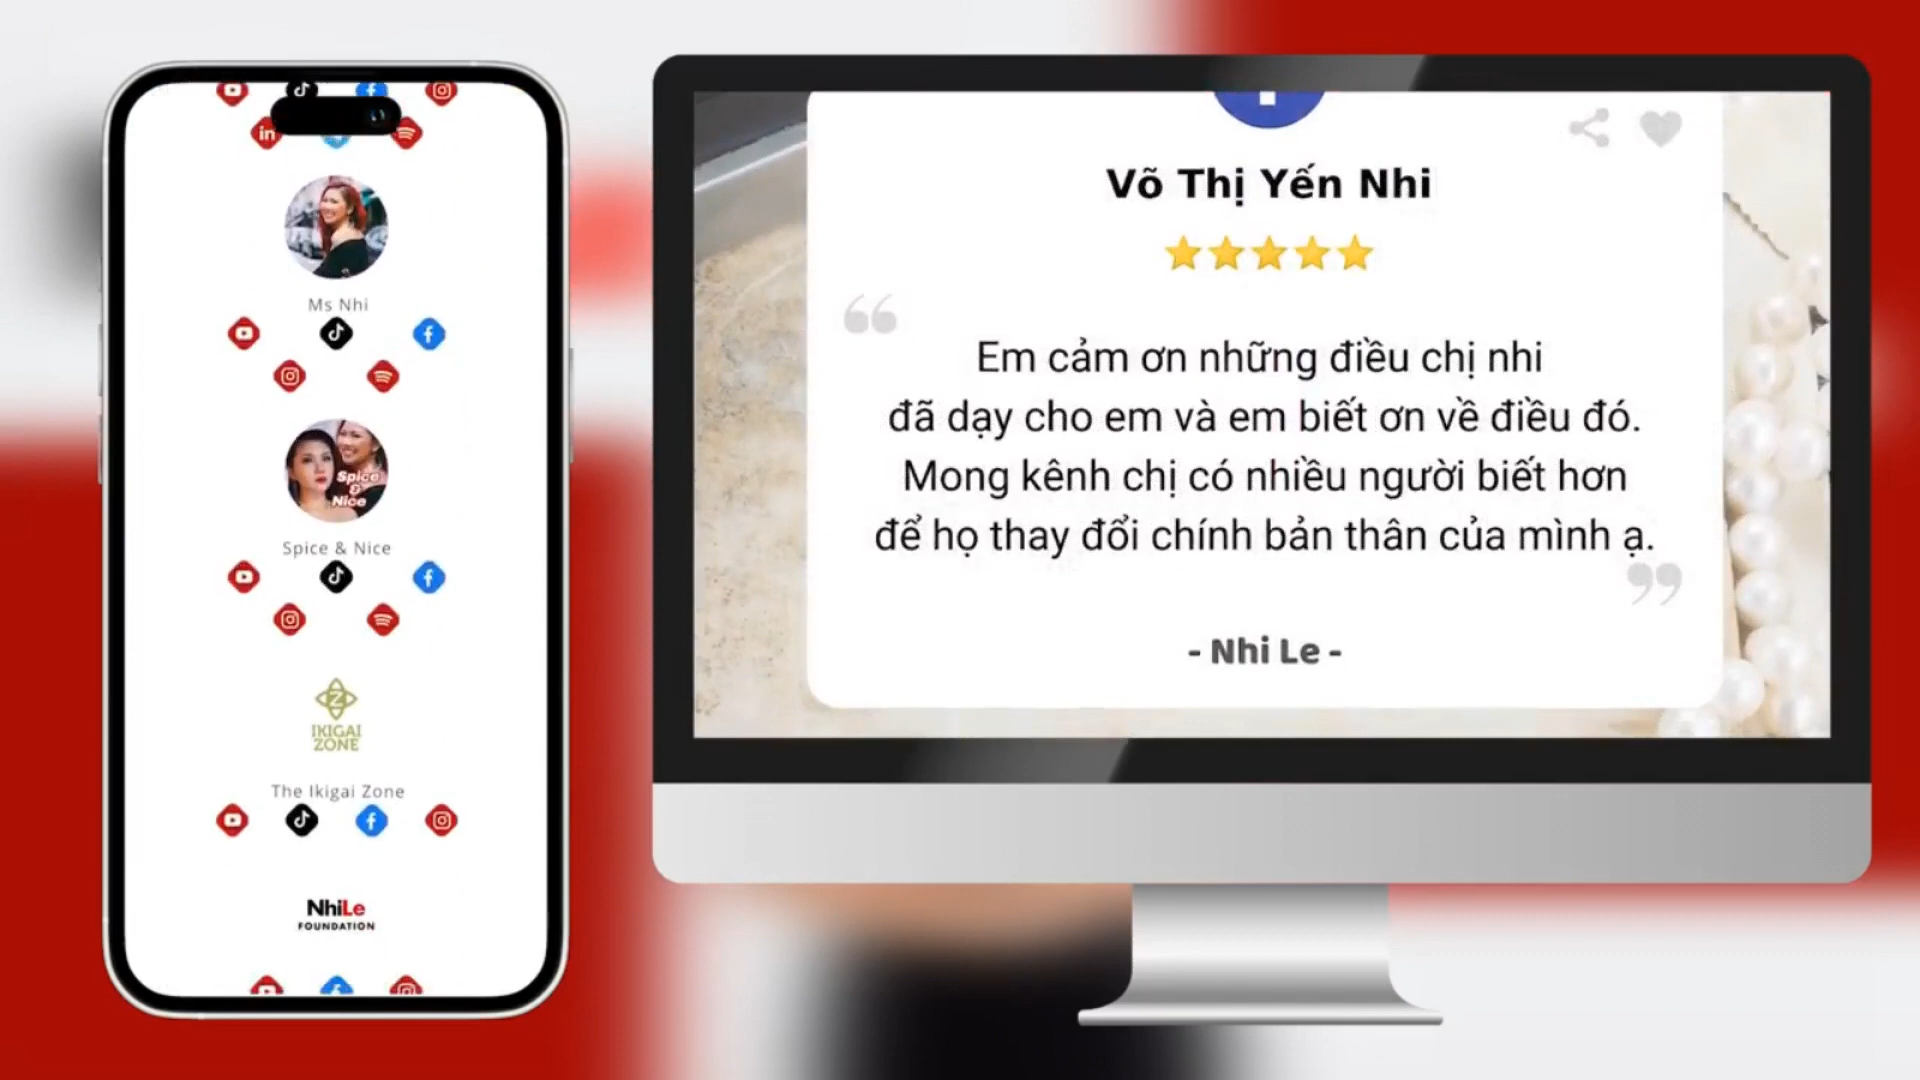 in
Ms Nhi
Spice
&
Nice
Spice & Nice
Z
IKIGAI
ZONE
The Ikigai Zone
NhiLe
FOUNDATION
Võ Thị Yến Nhi
“
Em cảm ơn những điều chị nhi
đã dạy cho em và em biết ơn về điều đó.
Mong kênh chị có nhiều người biết hơn
để họ thay đổi chính bản thân của mình ạ.
”
- Nhi Le -